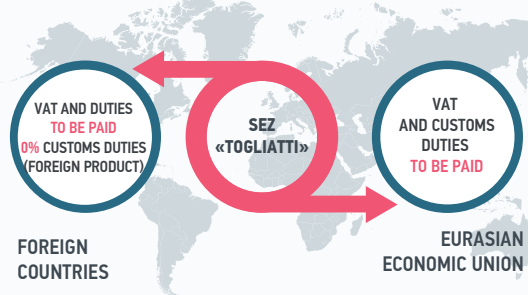 VAT AND DUTIES
TO BE PAID
0% CUSTOMS DUTIES
(FOREIGN PRODUCT)
SEZ
«TOGLIATTI»
VAT
AND CUSTOMS
DUTIES
TO BE PAID
FOREIGN
COUNTRIES
EURASIAN
ECONOMIC UNION